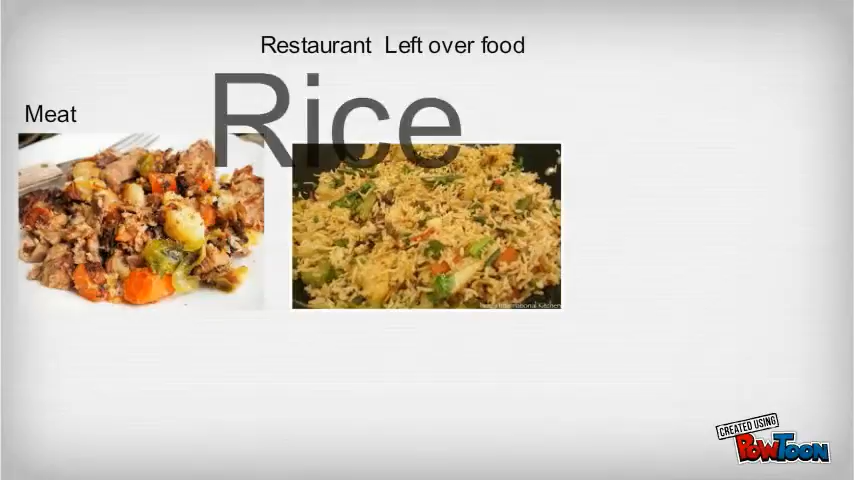 Restaurant Left over food
Rice
Meat
CREATED USING
POWTOON